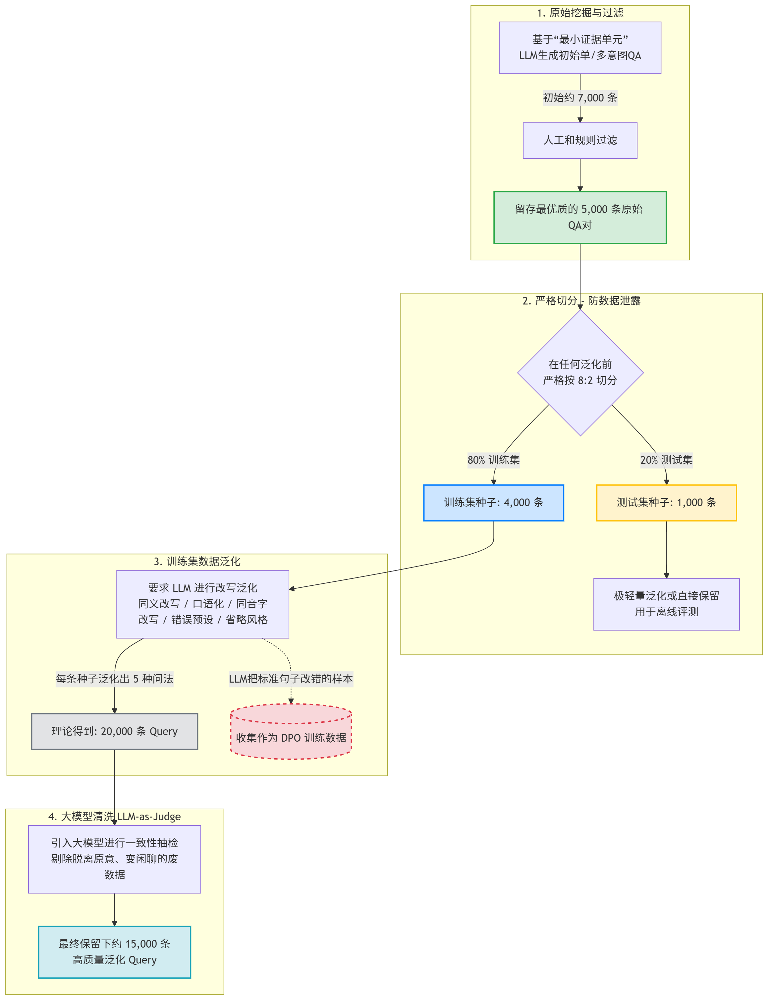 1. 原始挖掘与过滤
基于“最小证据单元”
LLM生成初始单/多意图QA
初始约 7,000 条
人工和规则过滤
留存最优质的 5,000 条原始
QA对
2. 严格切分 - 防数据泄露
在任何泛化前
严格按 8:2 切分
80% 训练集
20% 测试集
训练集种子: 4,000 条
测试集种子: 1,000 条
极轻量泛化或直接保留
用于离线评测
3. 训练集数据泛化
要求 LLM 进行改写泛化
同义改写 / 口语化 / 同音字
改写 / 错误预设 / 省略风格
每条种子泛化出 5 种问法
LLM把标准句子改错的样本
理论得到: 20,000 条 Query
收集作为 DPO 训练数据
4. 大模型清洗 LLM-as-Judge
引入大模型进行一致性抽检
剔除脱离原意、变闲聊的废
数据
最终保留下约 15,000 条
高质量泛化 Query